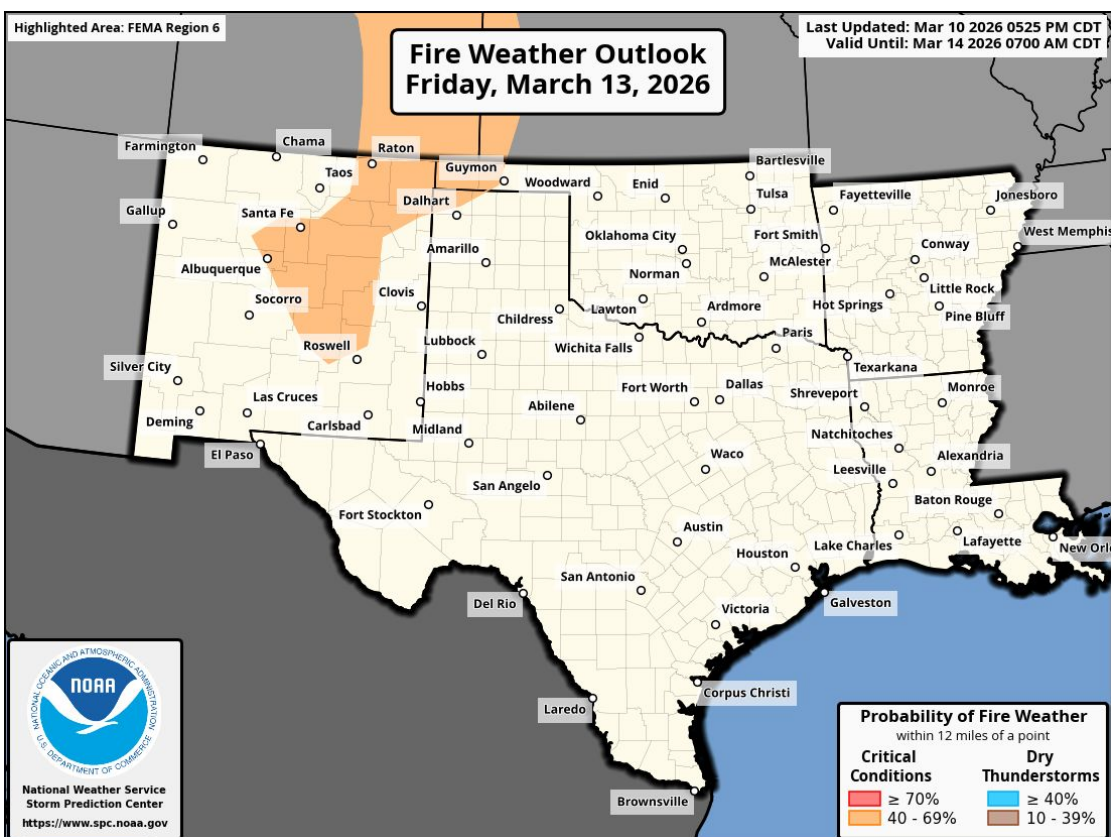 Highlighted Area: FEMA Region 6
Fire Weather Outlook
Friday, March 13, 2026
Last Updated: Mar 10 2026 0525 PM CDT
Valid Until: Mar 14 2026 0700 AM CDT
Farmington
Chama
Raton
Taos
Guymon
Woodward
Enid
Bartlesville
Tulsa
Fayetteville
Jonesboro
Gallup
Santa Fe
Dalhart
Amarillo
Oklahoma City
Fort Smith
Conway
West Memphis
Albuquerque
Norman
McAlester
Little Rock
Socorro
Clovis
Childress
Lawton
Ardmore
Hot Springs
Pine Bluff
Roswell
Lubbock
Wichita Falls
Paris
Texarkana
Silver City
Hobbs
Fort Worth
Dallas
Shreveport
Monroe
Deming
Las Cruces
Carlsbad
Midland
Abilene
Natchitoches
El Paso
Waco
Leesville
Alexandria
San Angelo
Baton Rouge
Fort Stockton
Austin
Houston
Lake Charles
Lafayette
New Orl
San Antonio
Del Rio
Galveston
Victoria
Laredo
Corpus Christi
Brownsville
NATIONAL OCEANIC AND ATMOSPHERIC ADMINISTRATION
NOAA
U.S. DEPARTMENT OF COMMERCE
National Weather Service
Storm Prediction Center
https://www.spc.noaa.gov
Probability of Fire Weather
within 12 miles of a point
Critical Conditions
≥ 70%
40 - 69%
Dry Thunderstorms
≥ 40%
10 - 39%